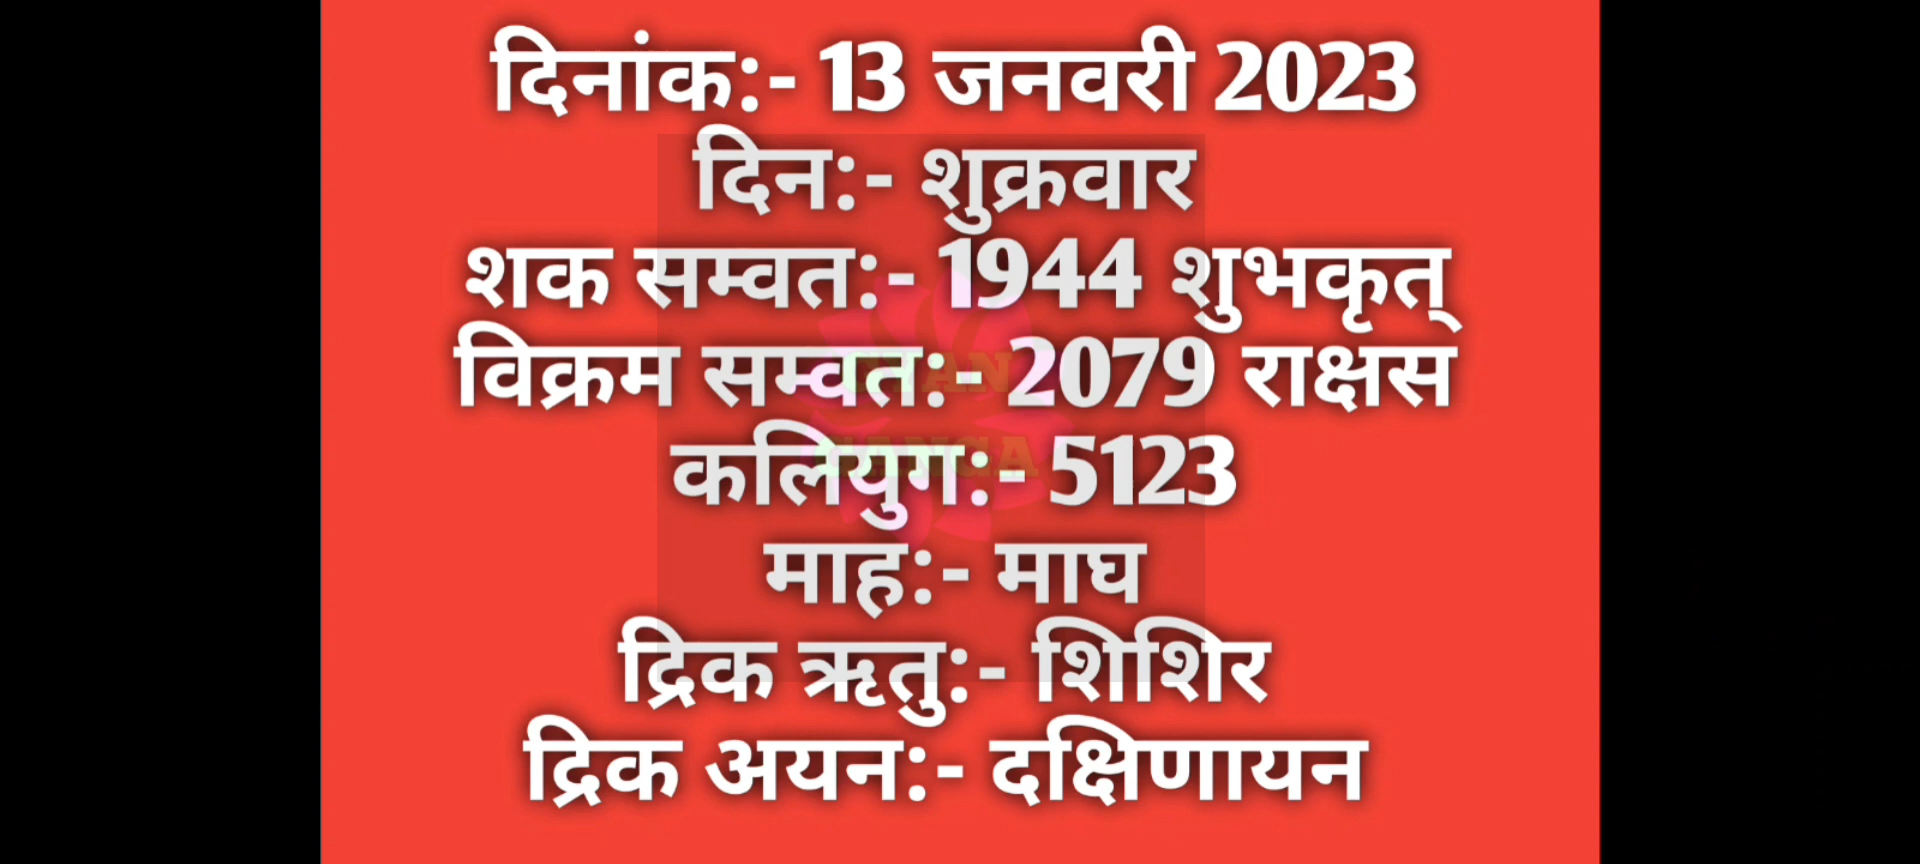 दिनांक:- 13 जनवरी 2023
दिन:- शुक्रवार
शक सम्वत:- 1944 शुभकृत्
विक्रम सम्वत:- 2079 राक्षस
कलियुग:- 5123
माह:- माघ
द्रिक ऋतु:- शिशिर
द्रिक अयन:- दक्षिणायन